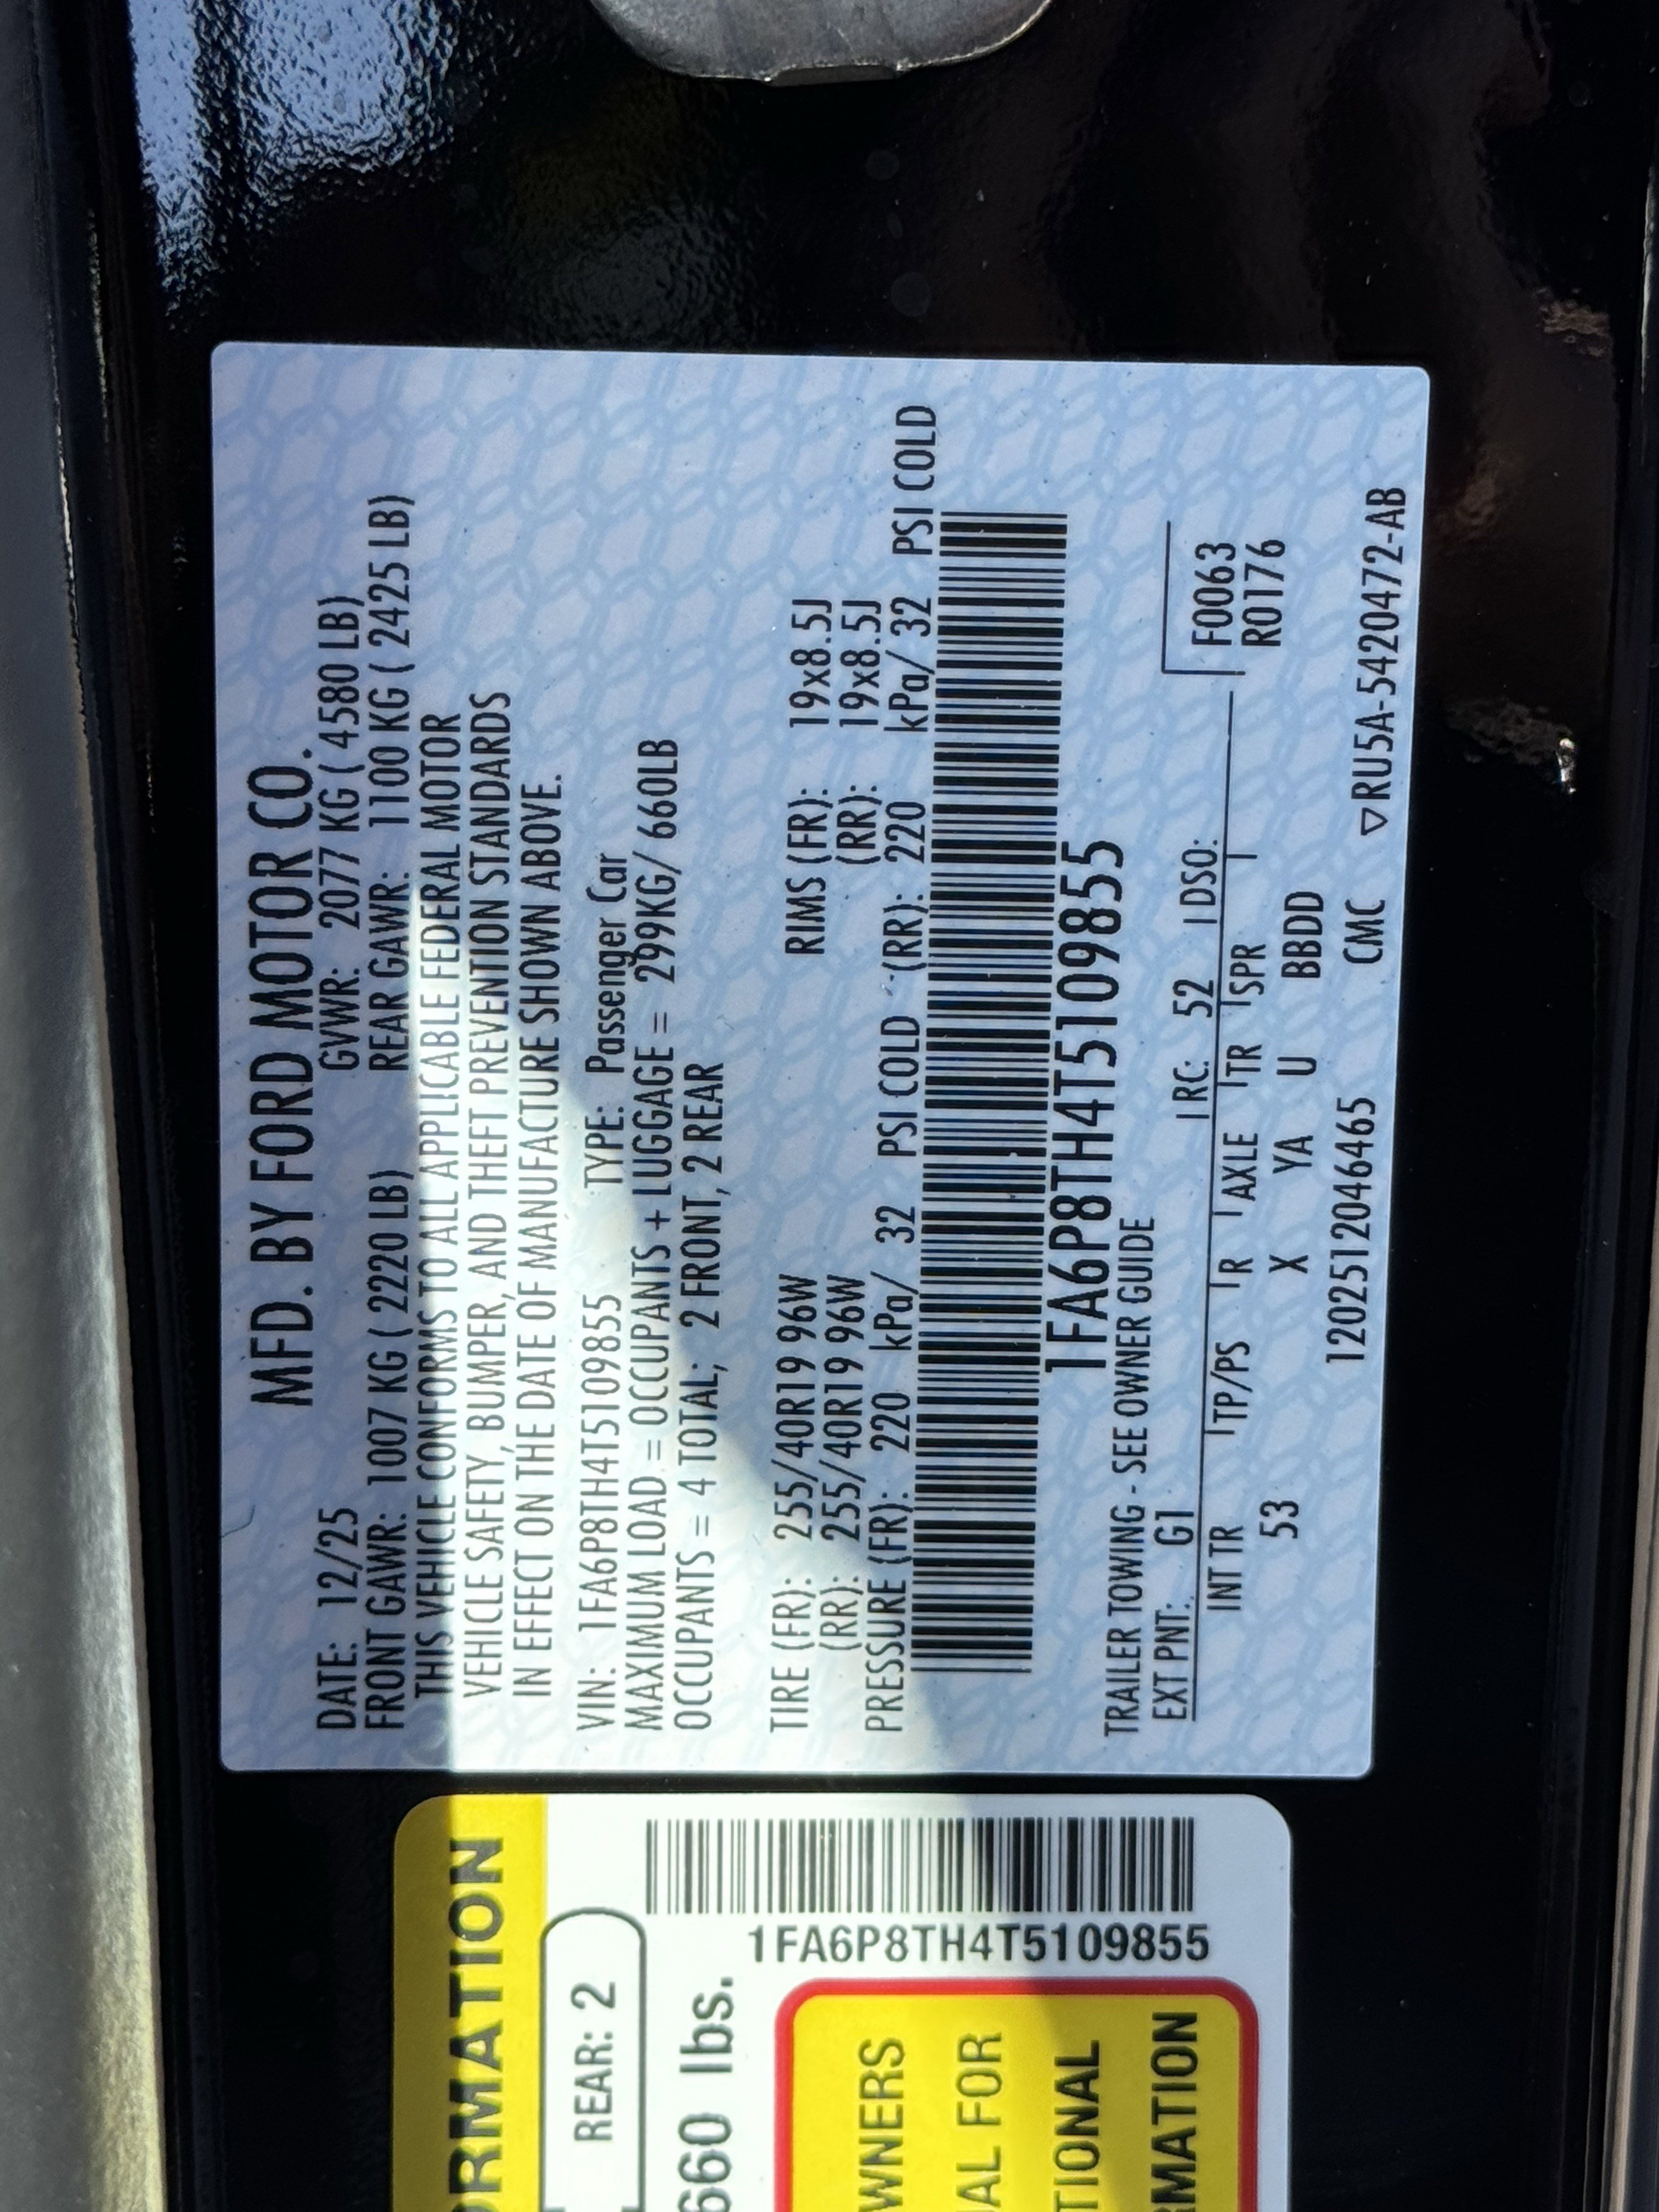 MFD. BY FORD MOTOR CO.
DATE: 12/25 GVWR: 2077 KG ( 4580 LB)
FRONT GAWR: 1007 KG ( 2220 LB) REAR GAWR: 1100 KG ( 2425 LB)
THIS VEHICLE CONFORMS TO ALL APPLICABLE FEDERAL MOTOR
VEHICLE SAFETY, BUMPER, AND THEFT PREVENTION STANDARDS
IN EFFECT ON THE DATE OF MANUFACTURE SHOWN ABOVE.
VIN: 1FA6P8TH4T5109855 TYPE: Passenger Car
MAXIMUM LOAD = OCCUPANTS + LUGGAGE = 299KG/ 660LB
OCCUPANTS = 4 TOTAL; 2 FRONT, 2 REAR
TIRE (FR): 255/40R19 96W RIMS (FR): 19x8.5J
(RR): 255/40R19 96W (RR): 19x8.5J
PRESSURE (FR): 220 kPa/ 32 PSI COLD (RR): 220 kPa/ 32 PSI COLD
1FA6P8TH4T5109855
TRAILER TOWING - SEE OWNER GUIDE
EXT PNT: G1 RC: 52 DSO: F0063
INT TR TP/PS R AXLE TR SPR R0176
53 X YA U BBDD
1202512046465 CMC ▽RU5A-5420472-AB
ORMATION
REAR: 2
660 lbs.
1FA6P8TH4T5109855
WNERS
AL FOR
TIONAL
RMATION